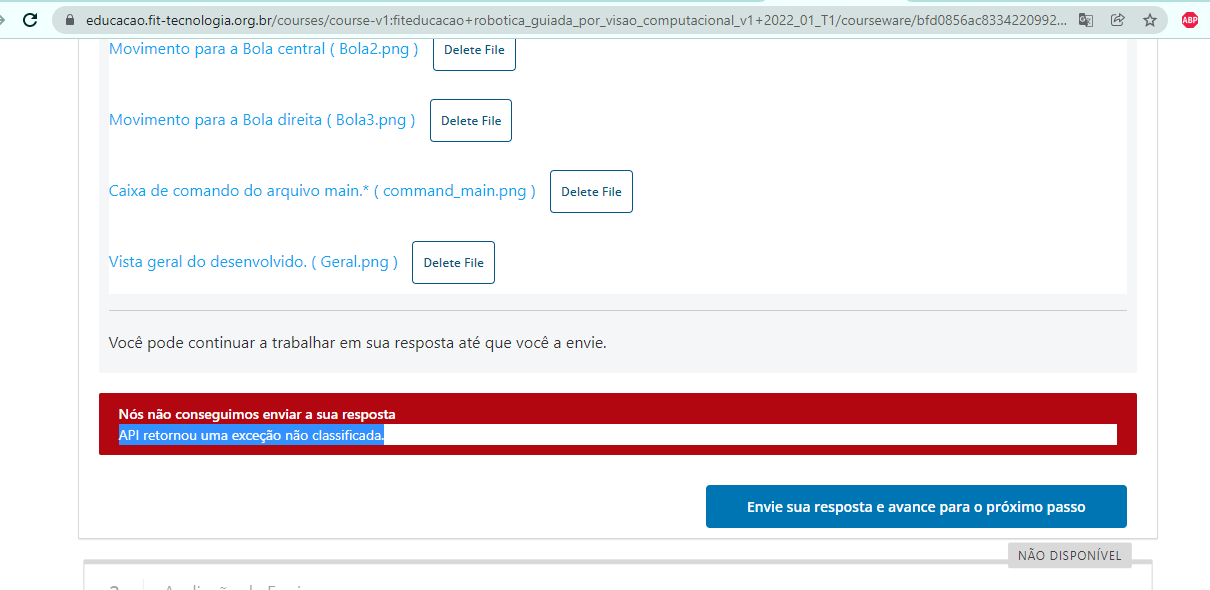 educacao.fit-tecnologia.org.br/courses/course-v1:fiteducacao+robotica_guiada_por_visao_computacional_v1+2022_01_T1/courseware/bfd0856ac8334220992...
ABP
Movimento para a Bola central ( Bola2.png ) Delete File
Movimento para a Bola direita ( Bola3.png ) Delete File
Caixa de comando do arquivo main.* ( command_main.png ) Delete File
Vista geral do desenvolvido. ( Geral.png ) Delete File
Você pode continuar a trabalhar em sua resposta até que você a envie.
Nós não conseguimos enviar a sua resposta
API retornou uma exceção não classificada.
Envie sua resposta e avance para o próximo passo
NÃO DISPONÍVEL